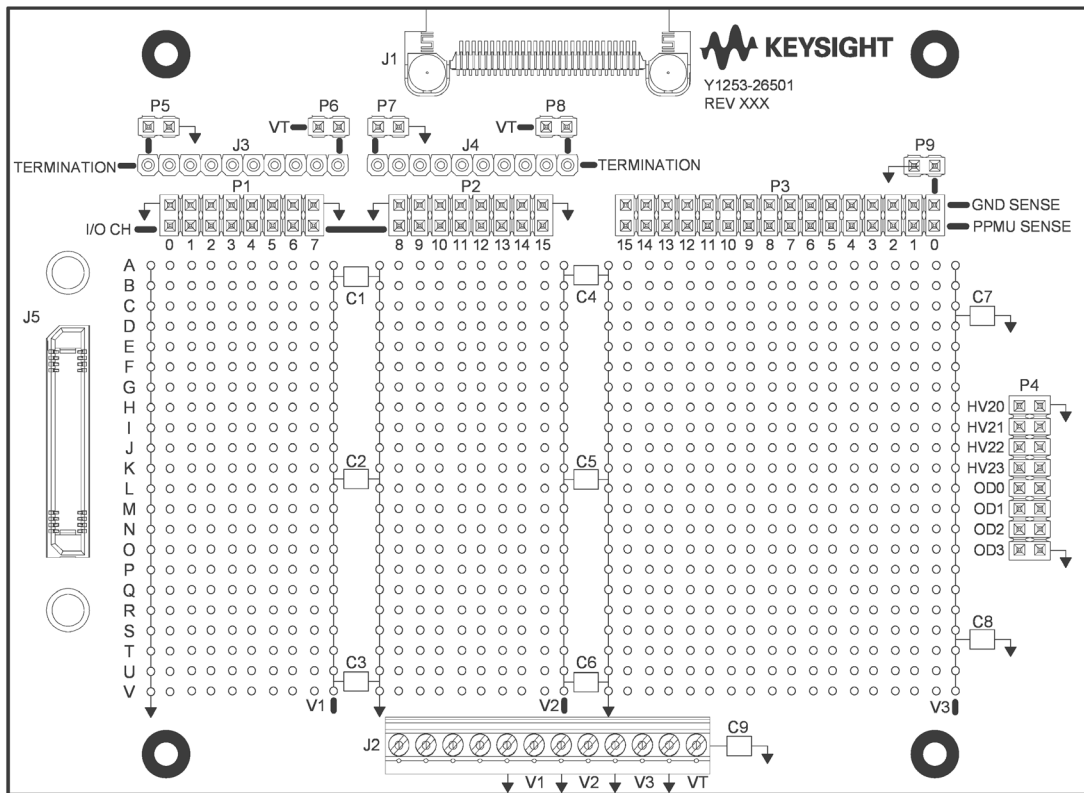 J1
KEYSIGHT
Y1253-26501
REV XXX
P5
P6
P7
P8
VT
VT
J3
J4
P9
TERMINATION
TERMINATION
P1
P2
P3
GND SENSE
I/O CH
PPMU SENSE
0 1 2 3 4 5 6 7
8 9 10 11 12 13 14 15
15 14 13 12 11 10 9 8 7 6 5 4 3 2 1 0
A
B
C
D
E
F
G
H
I
J
K
L
M
N
O
P
Q
R
S
T
U
V
J5
C1
C4
C7
P4
HV20
HV21
HV22
HV23
OD0
OD1
OD2
OD3
C2
C5
C8
C3
C6
V1
V2
V3
J2
C9
V1 V2 V3 VT